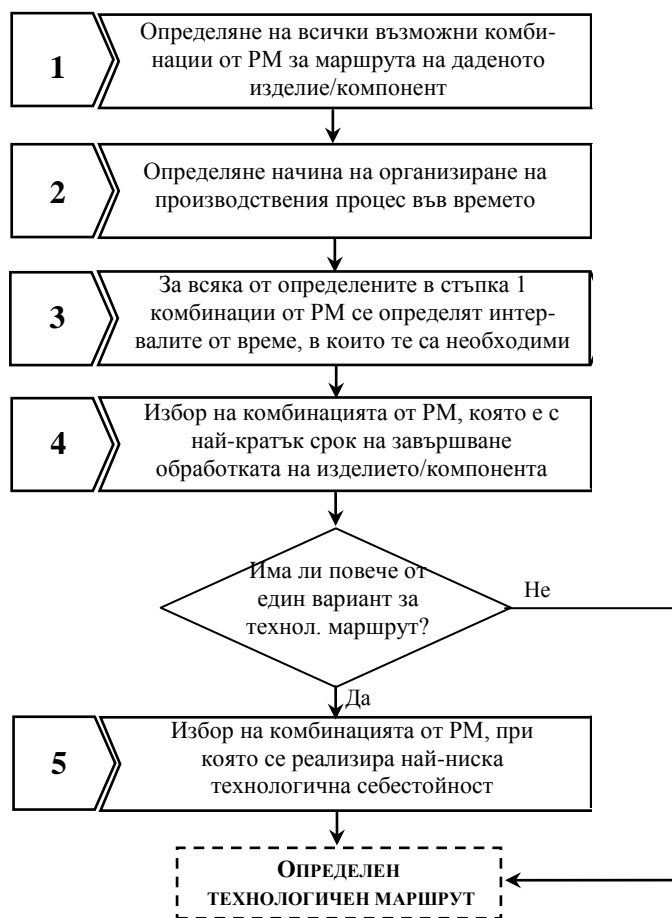 1
Определяне на всички възможни комби-
нации от РМ за маршрута на даденото
изделие/компонент
2
Определяне начина на организиране на
производствения процес във времето
3
За всяка от определените в стъпка 1
комбинации от РМ се определят интер-
валите от време, в които те са необходими
4
Избор на комбинацията от РМ, която е с
най-кратък срок на завършване
обработката на изделието/компонента
Има ли повече от
един вариант за
технол. маршрут?
Не
Да
5
Избор на комбинацията от РМ, при
която се реализира най-ниска
технологична себестойност
ОПРЕДЕЛЕН
ТЕХНОЛОГИЧЕН МАРШРУТ